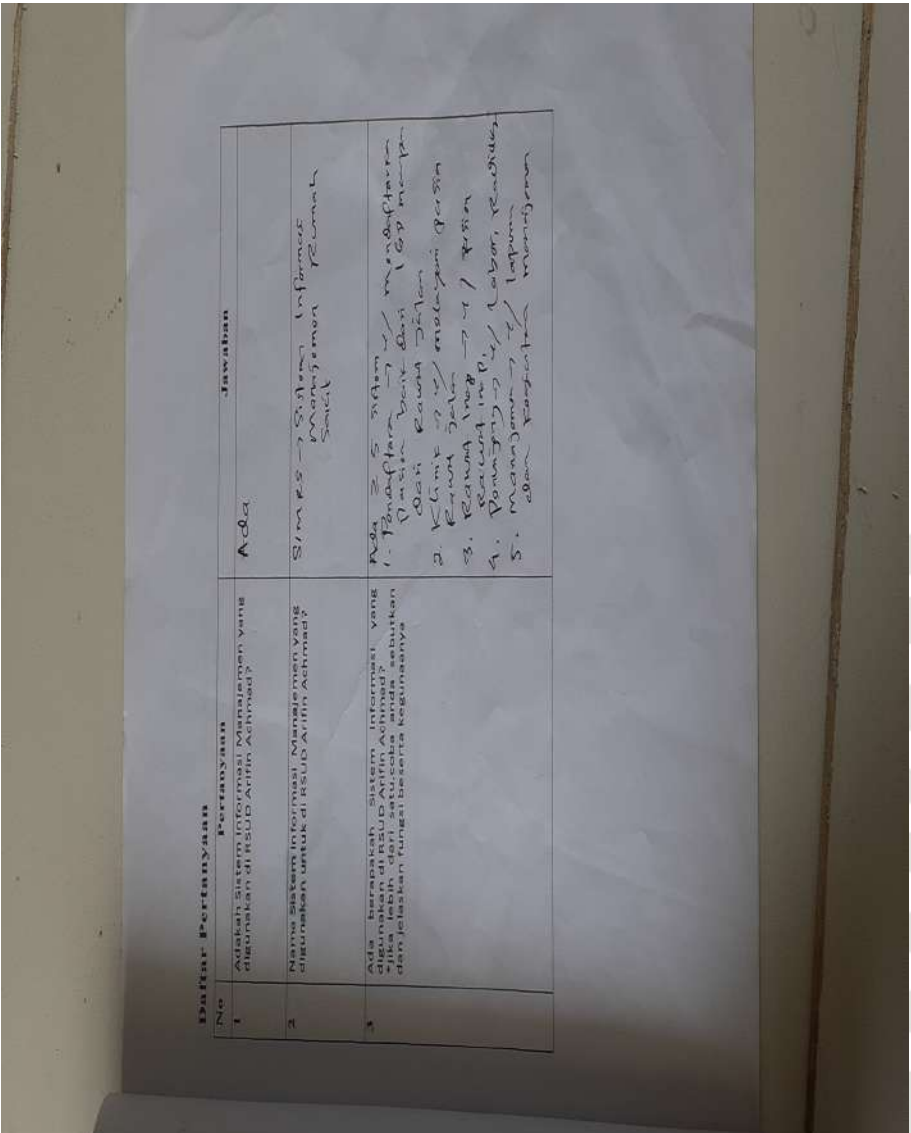 Daftar Pertanyaan
No Pertanyaan Jawaban
1 Adakah Sistem Informasi Manajemen yang
digunakan di RSUD Arifin Achmad?
Ada
2 Nama Sistem Informasi Manajemen yang
digunakan untuk di RSUD Arifin Achmad?
SIMRS → Sistem Informasi
Manajemen Rumah
Sakit
3 Ada berapakah Sistem Informasi yang
digunakan di RSUD Arifin Achmad?
*jika lebih dari satu,coba anda sebutkan
dan jelaskan fungsi beserta kegunaanya
Ada 5 sistem
1. Pendaftaran → u/ mendaftarkan
pasien baik dari IGD maupun
dari Rawat Jalan
2. Klinik → u/ melayani pasien
Rawat jalan
3. Rawat Inap → u/ pasien
Rawat inap,
4. Penunjang → u/ Labor, Radiologi
5. Manajemen → u/ laporan
dan manajemen